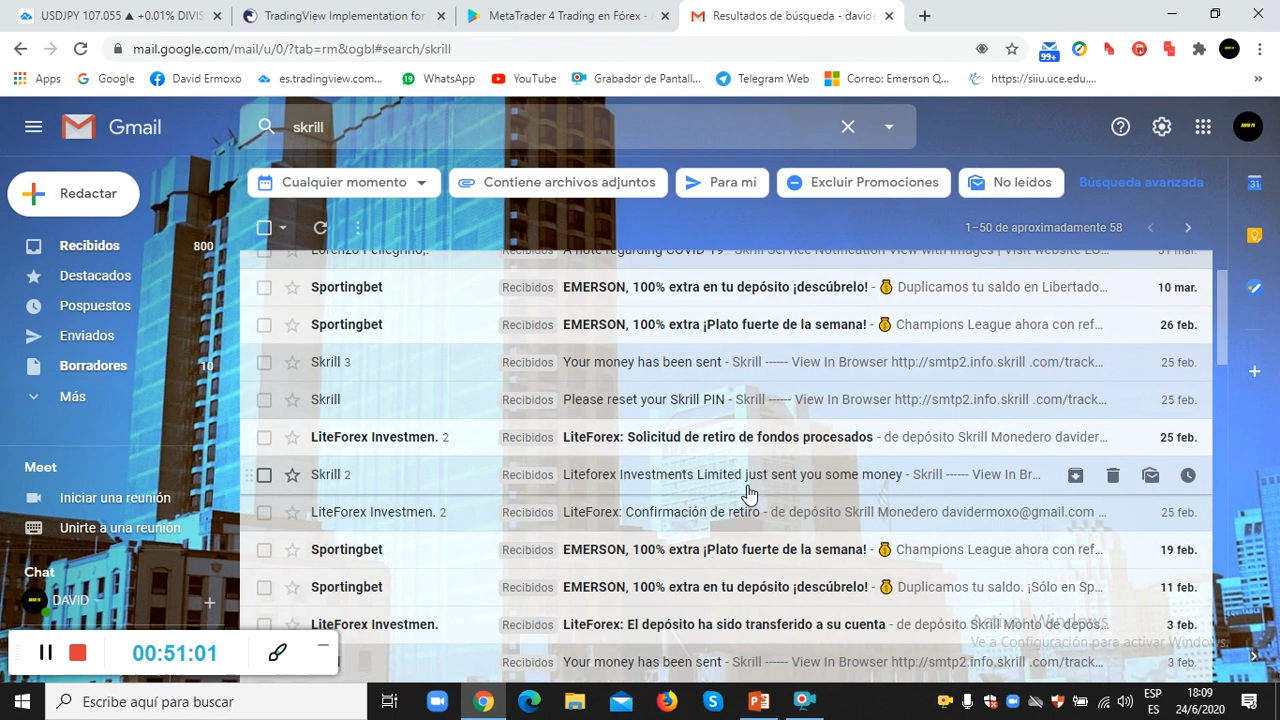 USDJPY 107.055 ▲ +0.01% DIVIS
TradingView Implementation for
MetaTrader 4 Trading en Fórex -
Resultados de búsqueda - davide
mail.google.com/mail/u/0/?tab=rm&ogbl#search/skrill
99+
Apps
Google
David Ermoxo
es.tradingview.com...
19 WhatsApp
YouTube
Grabador de Pantall...
Telegram Web
Correo: Emerson Q...
https://siiu.uce.edu....
»
Gmail
skrill
Redactar
Cualquier momento
Contiene archivos adjuntos
Para mí
Excluir Promociones
No leídos
Búsqueda avanzada
31
1–50 de aproximadamente 58
Recibidos 800
Destacados
Pospuestos
Enviados
Borradores 10
Más
Meet
Iniciar una reunión
Unirte a una reunión
Chat
DAVID
Sportingbet Recibidos EMERSON, 100% extra en tu depósito ¡descúbrelo! - 💰 Duplicamos tu saldo en Libertado... 10 mar.
Sportingbet Recibidos EMERSON, 100% extra ¡Plato fuerte de la semana! - 💰 Champions League ahora con ref... 26 feb.
Skrill 3 Recibidos Your money has been sent - Skrill ------ View In Browser http://smtp2.info.skrill .com/track... 25 feb.
Skrill Recibidos Please reset your Skrill PIN - Skrill ------ View In Browser http://smtp2.info.skrill .com/track... 25 feb.
LiteForex Investmen. 2 Recibidos LiteForex: Solicitud de retiro de fondos procesados - de depósito Skrill Monedero davider... 25 feb.
Skrill 2 Recibidos Liteforex Investments Limited just sent you some money - Skrill ------ View In Br...
LiteForex Investmen. 2 Recibidos LiteForex: Confirmación de retiro - de depósito Skrill Monedero davidermoxo@gmail.com ... 25 feb.
Sportingbet Recibidos EMERSON, 100% extra ¡Plato fuerte de la semana! - 💰 Champions League ahora con ref... 19 feb.
Sportingbet Recibidos EMERSON, 100% extra en tu depósito ¡descúbrelo! - 💰 Duplicamos tu saldo. ¡Sólo en Sp... 11 feb.
LiteForex Investmen. Recibidos LiteForex: El depósito ha sido transferido a su cuenta - de depósito Skrill Monto de depós... 3 feb.
Recibidos Your money has been sent - Skrill ------ View In Browser http://smtp2.info.skrill .com/track... 3 feb.
Activar Windows
Ve a Configuración para activar Windows.
00:51:01
Escribe aquí para buscar
ESP
ES
18:09
24/6/2020